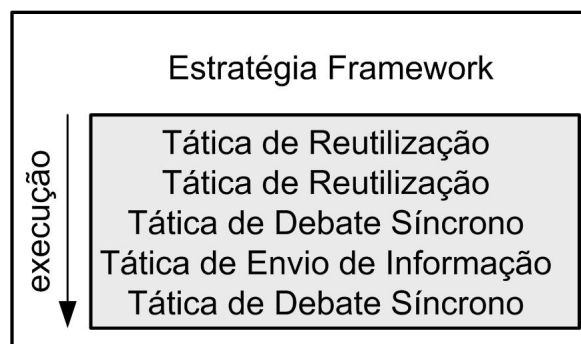 Estratégia Framework
execução
Tática de Reutilização
Tática de Reutilização
Tática de Debate Síncrono
Tática de Envio de Informação
Tática de Debate Síncrono